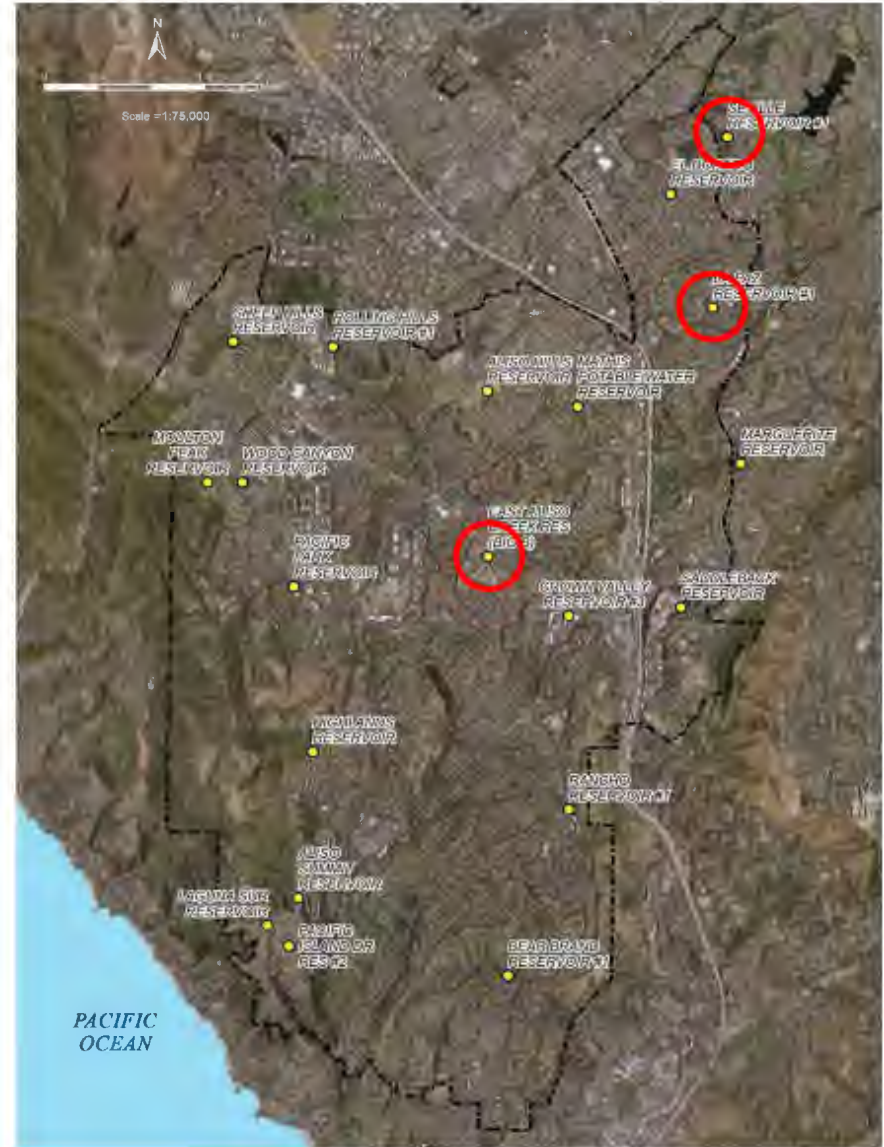 N
Scale =1:75,000
SEVILLE
RESERVOIR #1
RESERVOIR
LA PAZ
RESERVOIR #1
SHEEP HILLS
RESERVOIR
ROLLING HILLS
RESERVOIR #1
ALISO HILLS
RESERVOIR
MATHIS
POTABLE WATER
RESERVOIR
MOULTON
PEAK
RESERVOIR
WOOD CANYON
RESERVOIR
MARGUERITE
RESERVOIR
EAST ALISO
CREEK RES
PACIFIC
PARK
RESERVOIR
CROWN VALLEY
RESERVOIR
SADDLEBACK
RESERVOIR
HIGHLANDS
RESERVOIR
RANCHO
RESERVOIR #1
ALISO
SUMMIT
RESERVOIR
LAGUNA SUR
RESERVOIR
PACIFIC
ISLAND DR
RES #2
BEAR BRAND
RESERVOIR #1
PACIFIC
OCEAN